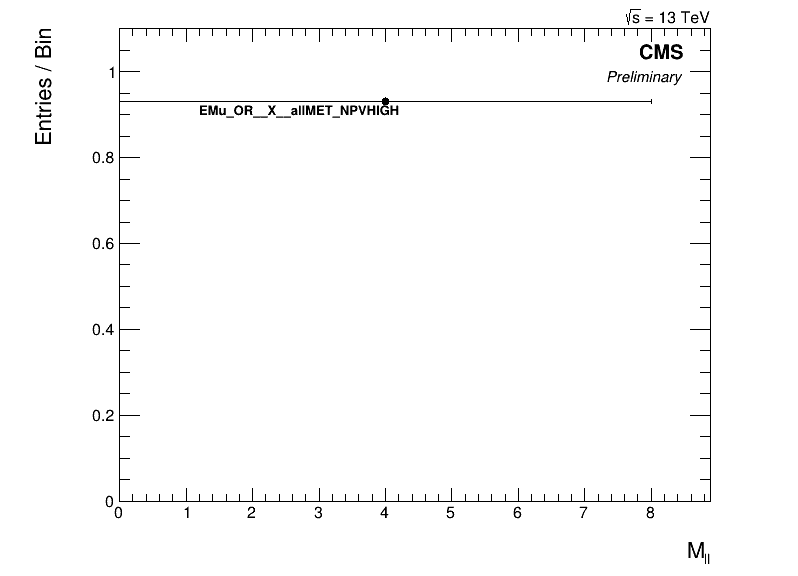 √s = 13 TeV
Entries / Bin
CMS
Preliminary
1
EMu_OR__X__allMET_NPVHIGH
0.8
0.6
0.4
0.2
0
0 1 2 3 4 5 6 7 8
M_ll